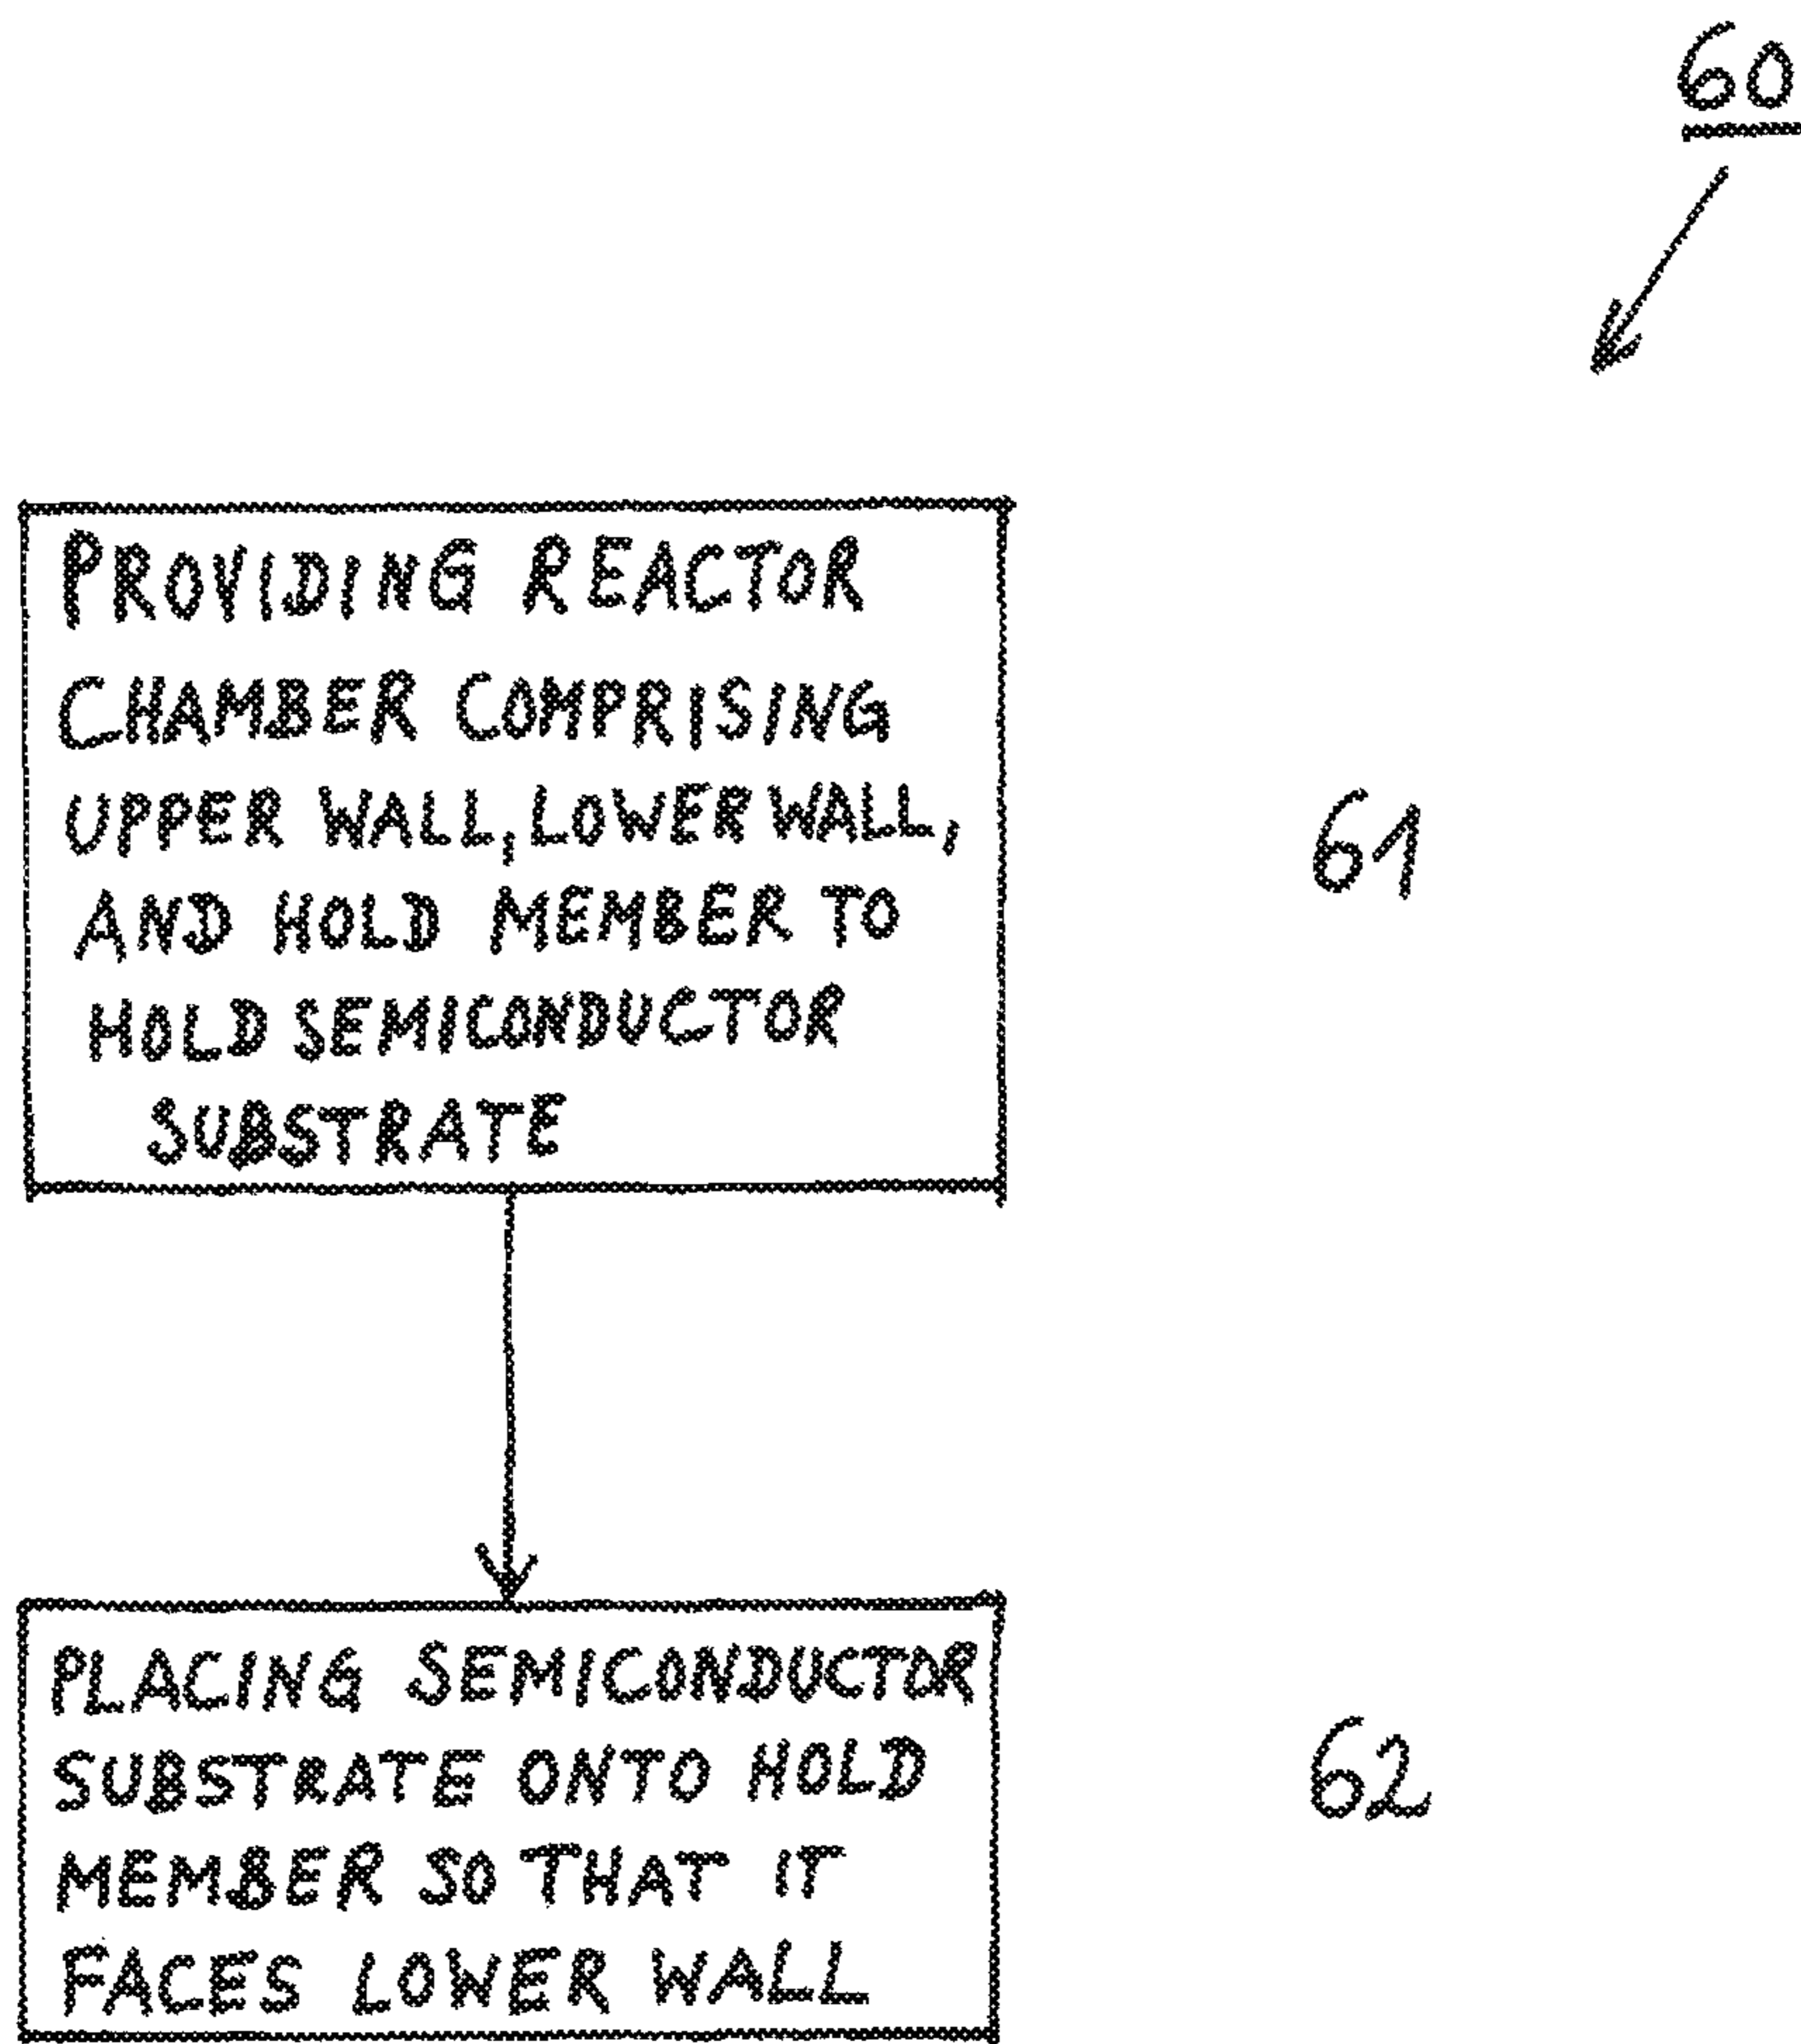 60
PROVIDING REACTOR
CHAMBER COMPRISING
UPPER WALL, LOWER WALL,
AND HOLD MEMBER TO
HOLD SEMICONDUCTOR
SUBSTRATE
61
PLACING SEMICONDUCTOR
SUBSTRATE ONTO HOLD
MEMBER SO THAT IT
FACES LOWER WALL
62